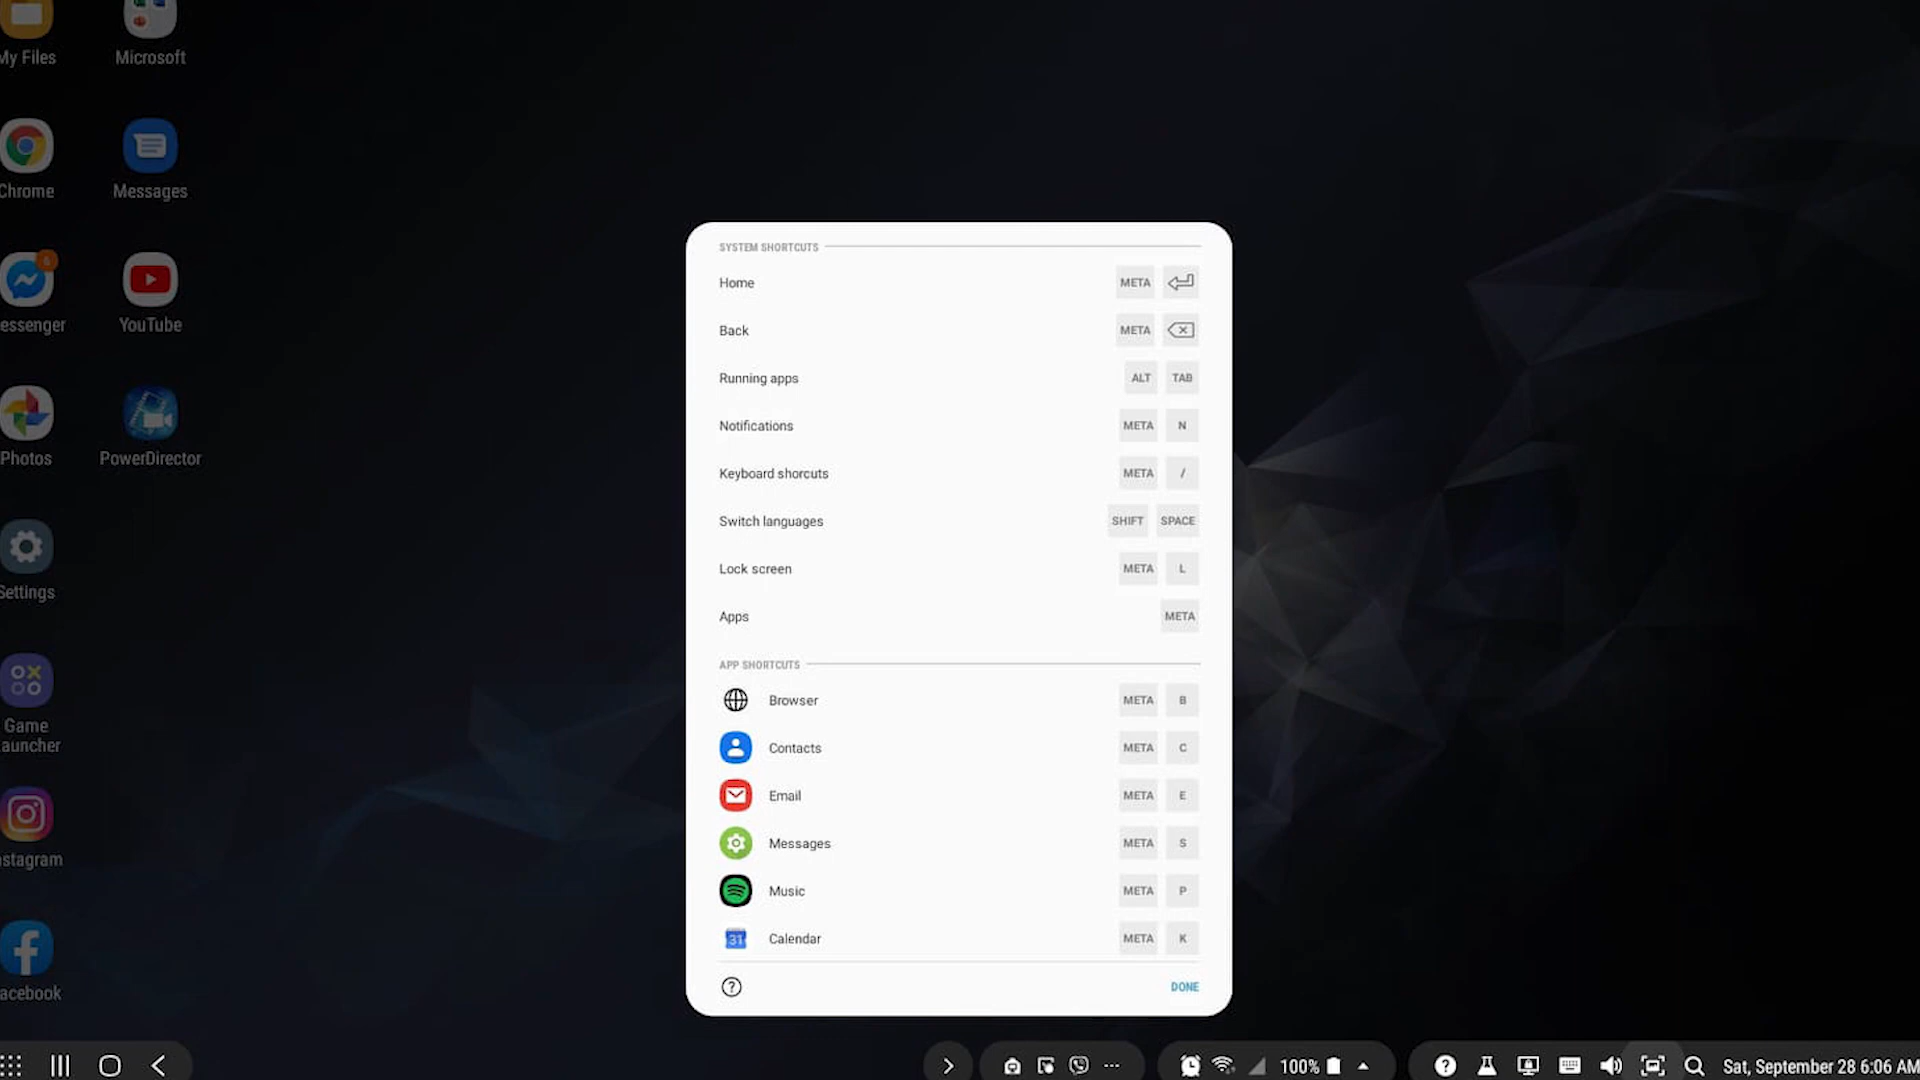 My Files
Microsoft
Chrome
Messages
6
essenger
YouTube
Photos
PowerDirector
Settings
Game
auncher
nstagram
acebook
SYSTEM SHORTCUTS
Home META
Back META
Running apps ALT TAB
Notifications META N
Keyboard shorcuts META /
Switch languages SHIFT SPACE
Lock screen META L
Apps META
APP SHORTCUTS
Browser META B
Contacts META C
Email META E
Messages META S
Music META P
31 Calendar META K
? DONE
100% ? Sat, September 28 6:06 AM